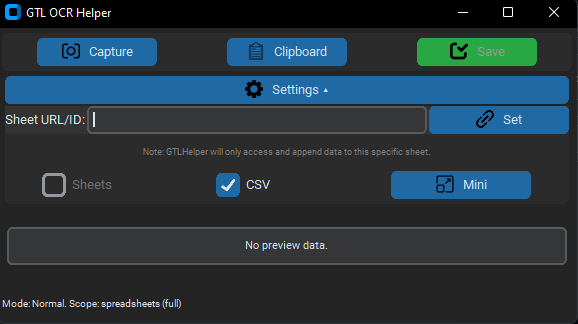 GTL OCR Helper
Capture Clipboard Save
Settings ▴
Sheet URL/ID: Set
Note: GTLHelper will only access and append data to this specific sheet.
Sheets CSV Mini
No preview data.
Mode: Normal. Scope: spreadsheets (full)